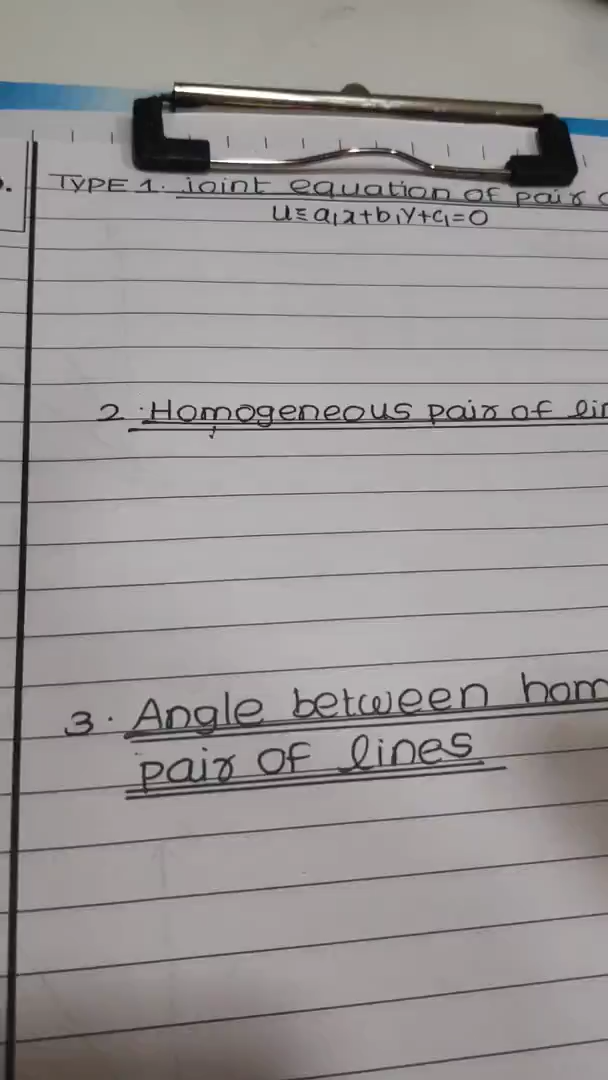 TYPE 1. joint equation of pair
u≡a₁x+b₁y+c₁=0
2. Homogeneous pair of
3. Angle between
pair of lines